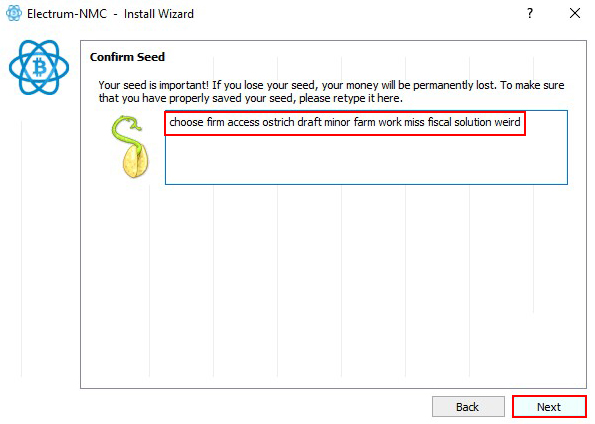 Electrum-NMC - Install Wizard
Confirm Seed
Your seed is important! If you lose your seed, your money will be permanently lost. To make sure
that you have properly saved your seed, please retype it here.
choose firm access ostrich draft minor farm work miss fiscal solution weird
Back
Next